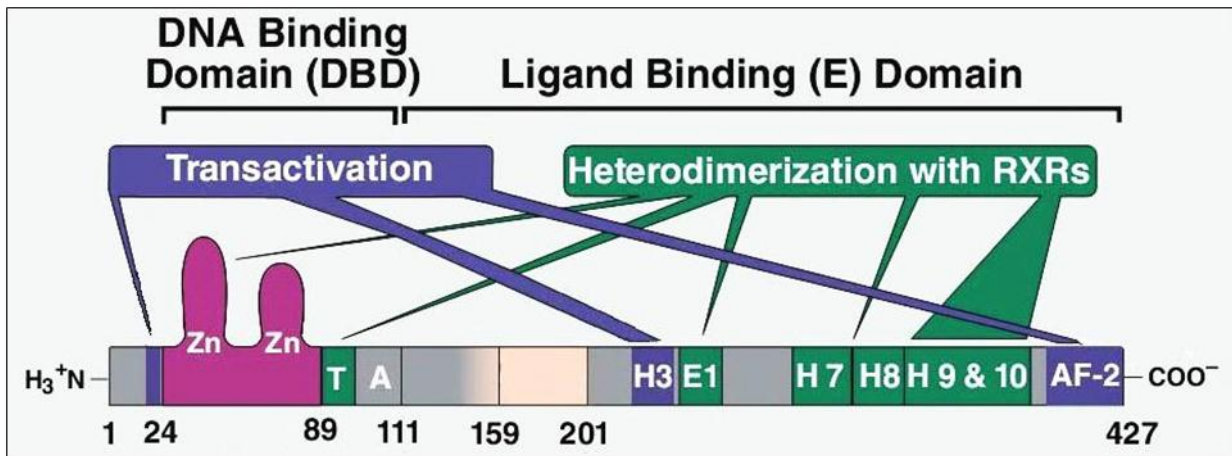 DNA Binding
Domain (DBD)
Ligand Binding (E) Domain
Transactivation
Heterodimerization with RXRs
Zn Zn
H₃⁺N T A H3 E1 H 7 H8 H 9 & 10 AF-2 COO⁻
1 24 89 111 159 201 427